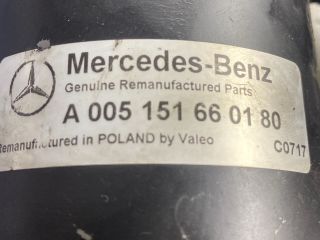 Mercedes-Benz
Genuine Remanufactured Parts
A 005 151 66 01 80
Remanufactured in POLAND by Valeo C0717